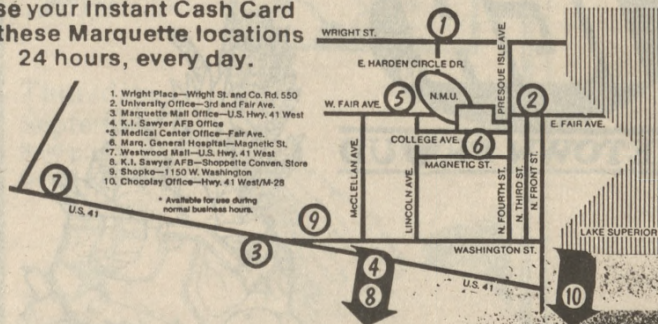 your Instant Cash Card
these Marquette locations
24 hours, every day.
1. Wright Place—Wright St. and Co. Rd. 550
2. University Office—3rd and Fair Ave.
3. Marquette Mall Office—U.S. Hwy. 41 West
4. K.I. Sawyer AFB Office
*5. Medical Center Office—Fair Ave.
6. Marq. General Hospital—Magnetic St.
*7. Westwood Mall—U.S. Hwy. 41 West
8. K.I. Sawyer AFB—Shoppette Conven. Store
9. Shopko—1150 W. Washington
10. Chocolay Office—Hwy. 41 West/M-28
* Available for use during
normal business hours.
WRIGHT ST.
1
PRESQUE ISLE AVE.
E. HARDEN CIRCLE DR.
N.M.U.
W. FAIR AVE.
5
2
E. FAIR AVE.
COLLEGE AVE.
6
MAGNETIC ST.
McCLELLAN AVE.
LINCOLN AVE.
N. FOURTH ST.
N. THIRD ST.
N. FRONT ST.
7
U.S. 41
9
3
LAKE SUPERIOR
WASHINGTON ST.
4
8
U.S. 41
10